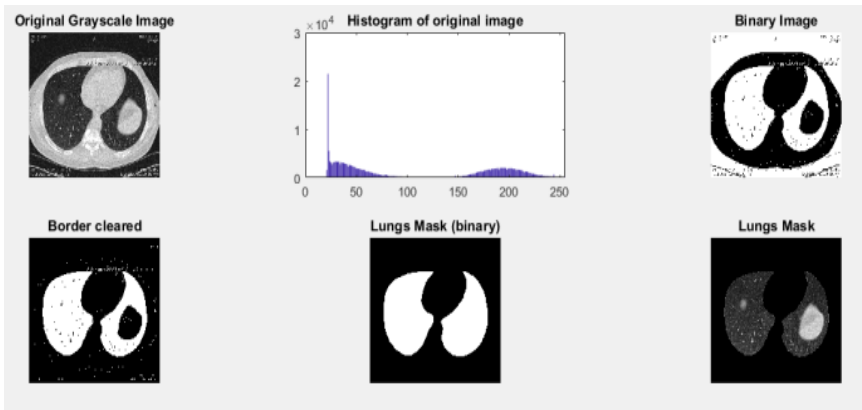 Original Grayscale Image
Histogram of original image
Binary Image
×10⁴
3
2
1
0
0 50 100 150 200 250
Border cleared
Lungs Mask (binary)
Lungs Mask